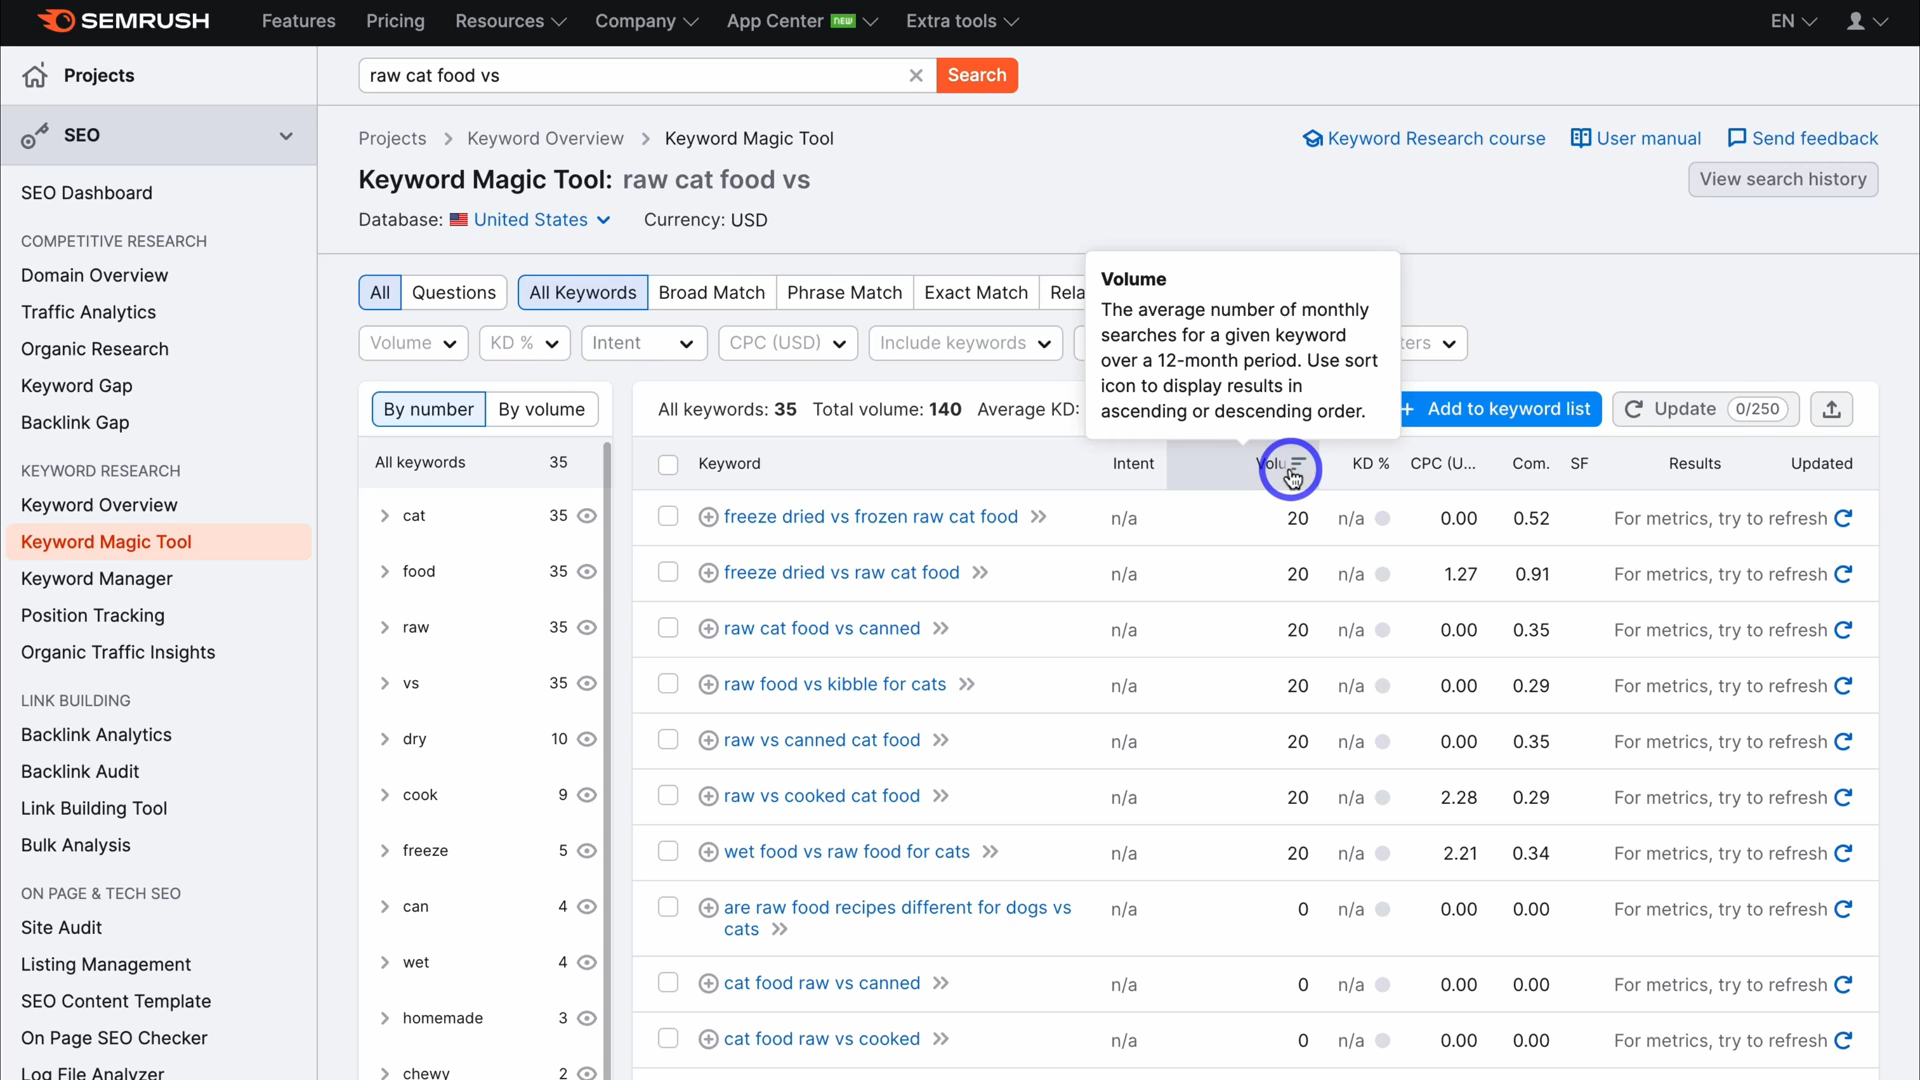 SEMRUSH Features Pricing Resources Company App Center NEW Extra tools EN
Projects
raw cat food vs Search
SEO
Projects Keyword Overview Keyword Magic Tool
Keyword Research course User manual Send feedback
Keyword Magic Tool: raw cat food vs
View search history
Database: United States Currency: USD
SEO Dashboard
COMPETITIVE RESEARCH
Domain Overview
Traffic Analytics
Organic Research
Keyword Gap
Backlink Gap
KEYWORD RESEARCH
Keyword Overview
Keyword Magic Tool
Keyword Manager
Position Tracking
Organic Traffic Insights
LINK BUILDING
Backlink Analytics
Backlink Audit
Link Building Tool
Bulk Analysis
ON PAGE & TECH SEO
Site Audit
Listing Management
SEO Content Template
On Page SEO Checker
Log File Analyzer
All Questions All Keywords Broad Match Phrase Match Exact Match Rela
Volume KD % Intent CPC (USD) Include keywords ters
Volume
The average number of monthly
searches for a given keyword
over a 12-month period. Use sort
icon to display results in
ascending or descending order.
By number By volume
All keywords: 35 Total volume: 140 Average KD:
+ Add to keyword list Update 0/250
All keywords 35
cat 35
food 35
raw 35
vs 35
dry 10
cook 9
freeze 5
can 4
wet 4
homemade 3
chewy 2
Keyword Intent Volu KD % CPC (U... Com. SF Results Updated
freeze dried vs frozen raw cat food n/a 20 n/a 0.00 0.52 For metrics, try to refresh
freeze dried vs raw cat food n/a 20 n/a 1.27 0.91 For metrics, try to refresh
raw cat food vs canned n/a 20 n/a 0.00 0.35 For metrics, try to refresh
raw food vs kibble for cats n/a 20 n/a 0.00 0.29 For metrics, try to refresh
raw vs canned cat food n/a 20 n/a 0.00 0.35 For metrics, try to refresh
raw vs cooked cat food n/a 20 n/a 2.28 0.29 For metrics, try to refresh
wet food vs raw food for cats n/a 20 n/a 2.21 0.34 For metrics, try to refresh
are raw food recipes different for dogs vs n/a 0 n/a 0.00 0.00 For metrics, try to refresh
cats
cat food raw vs canned n/a 0 n/a 0.00 0.00 For metrics, try to refresh
cat food raw vs cooked n/a 0 n/a 0.00 0.00 For metrics, try to refresh